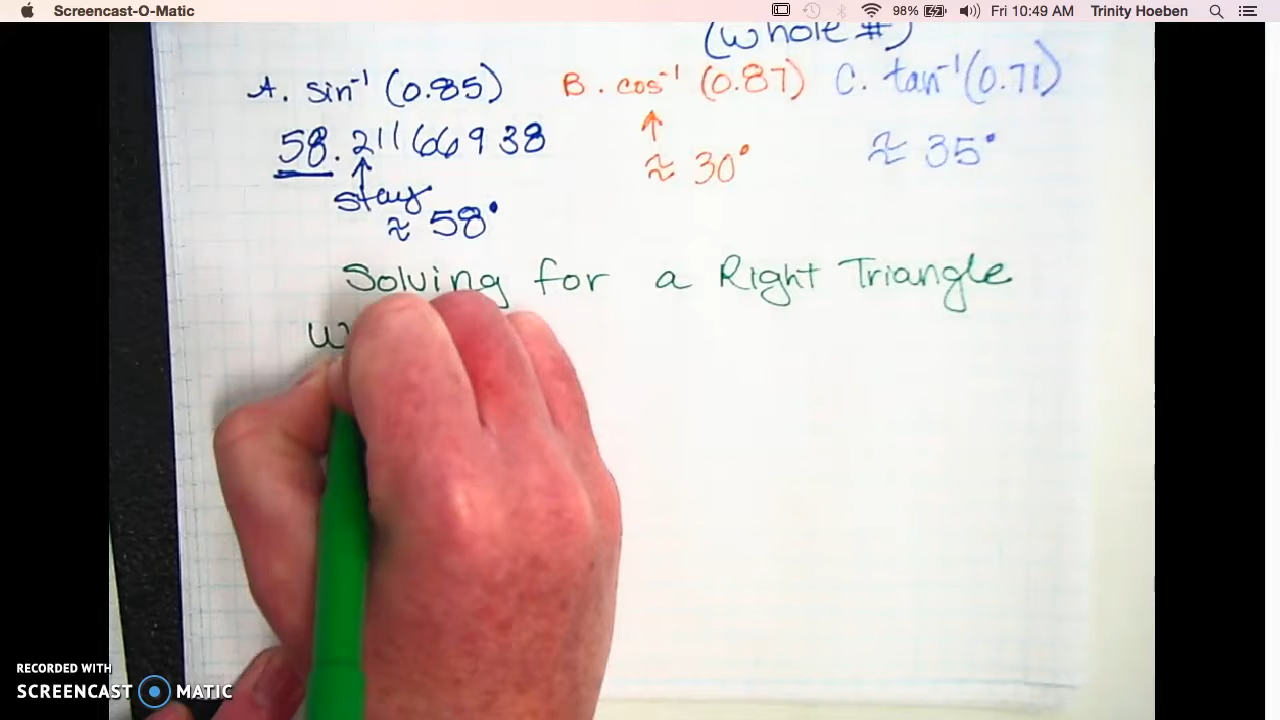 Screencast-O-Matic 98% Fri 10:49 AM Trinity Hoeben
(whole #)
A. sin⁻¹ (0.85) B. cos⁻¹ (0.87) C. tan⁻¹(0.71)
58.21166938 ≈ 30° ≈ 35°
stay
≈ 58°
Solving for a Right Triangle
w
RECORDED WITH
SCREENCAST MATIC